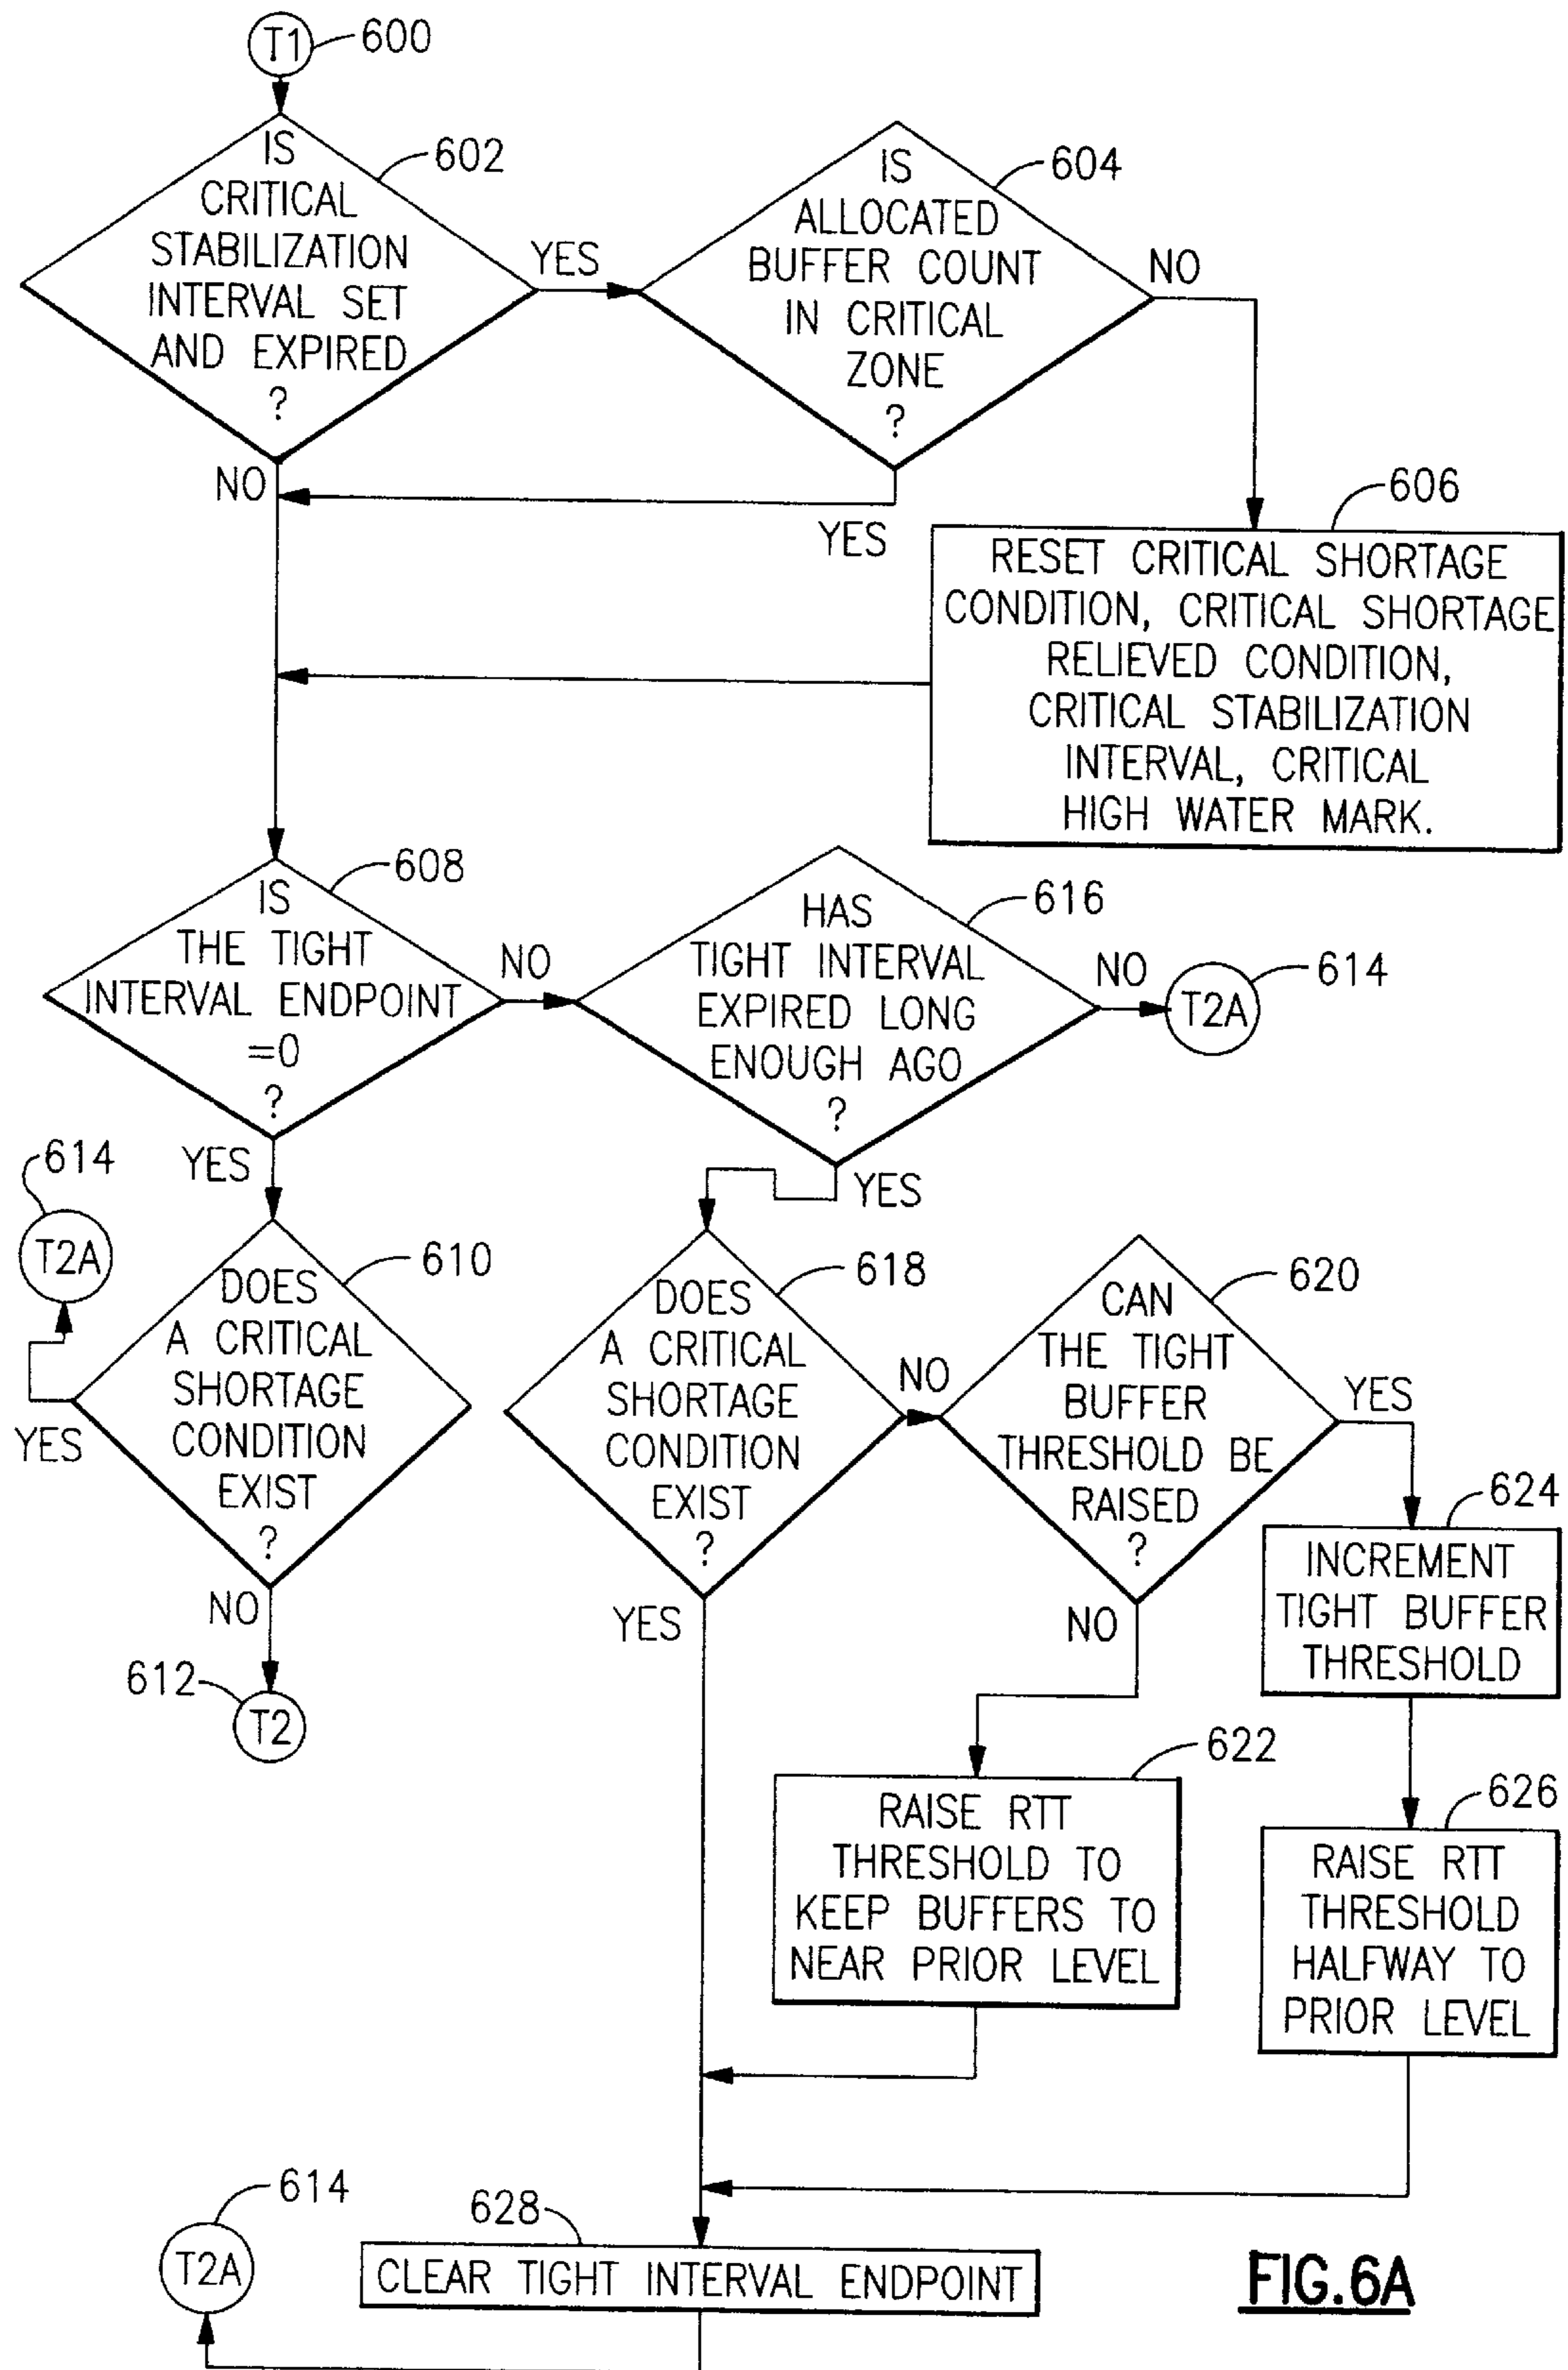 T1
600
IS
CRITICAL
STABILIZATION
INTERVAL SET
AND EXPIRED
?
602
YES
NO
IS
ALLOCATED
BUFFER COUNT
IN CRITICAL
ZONE
?
604
NO
YES
606
RESET CRITICAL SHORTAGE
CONDITION, CRITICAL SHORTAGE
RELIEVED CONDITION,
CRITICAL STABILIZATION
INTERVAL, CRITICAL
HIGH WATER MARK.
608
IS
THE TIGHT
INTERVAL ENDPOINT
=0
?
NO
YES
616
HAS
TIGHT INTERVAL
EXPIRED LONG
ENOUGH AGO
?
NO
T2A
614
YES
614
T2A
610
DOES
A CRITICAL
SHORTAGE
CONDITION
EXIST
?
YES
NO
612
T2
618
DOES
A CRITICAL
SHORTAGE
CONDITION
EXIST
?
NO
YES
620
CAN
THE TIGHT
BUFFER
THRESHOLD BE
RAISED
?
YES
NO
624
INCREMENT
TIGHT BUFFER
THRESHOLD
622
RAISE RTT
THRESHOLD TO
KEEP BUFFERS TO
NEAR PRIOR LEVEL
626
RAISE RTT
THRESHOLD
HALFWAY TO
PRIOR LEVEL
614
T2A
628
CLEAR TIGHT INTERVAL ENDPOINT
FIG.6A